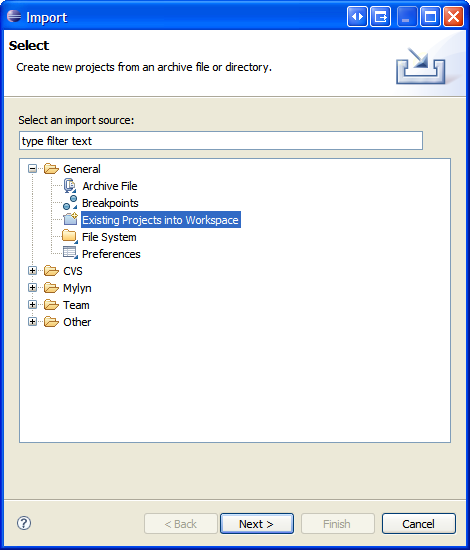 Import
Select
Create new projects from an archive file or directory.
Select an import source:
type filter text
General
Archive File
Breakpoints
Existing Projects into Workspace
File System
Preferences
CVS
Mylyn
Team
Other
?
< Back
Next >
Finish
Cancel